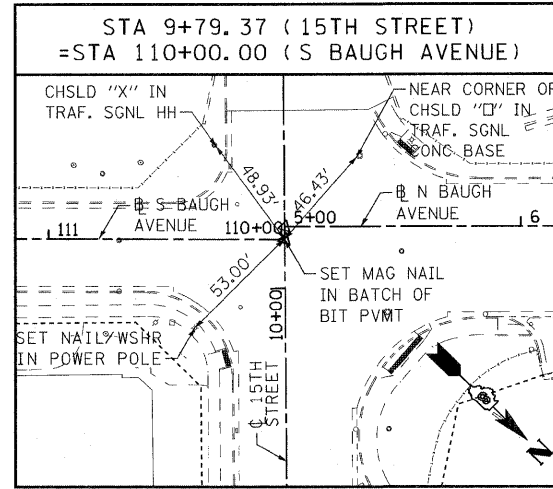 STA 9+79.37 (15TH STREET)
=STA 110+00.00 (S BAUGH AVENUE)
CHSLD "X" IN
TRAF. SGNL HH
NEAR CORNER OF
CHSLD "□" IN
TRAF. SGNL
CONC BASE
48.93'
46.43'
℄ S BAUGH
AVENUE
℄ N BAUGH
AVENUE
111
110+00
5+00
6
53.00'
SET MAG NAIL
IN BATCH OF
BIT PVMT
10+00
SET NAIL/WSHR
IN POWER POLE
℄ 15TH
STREET
N